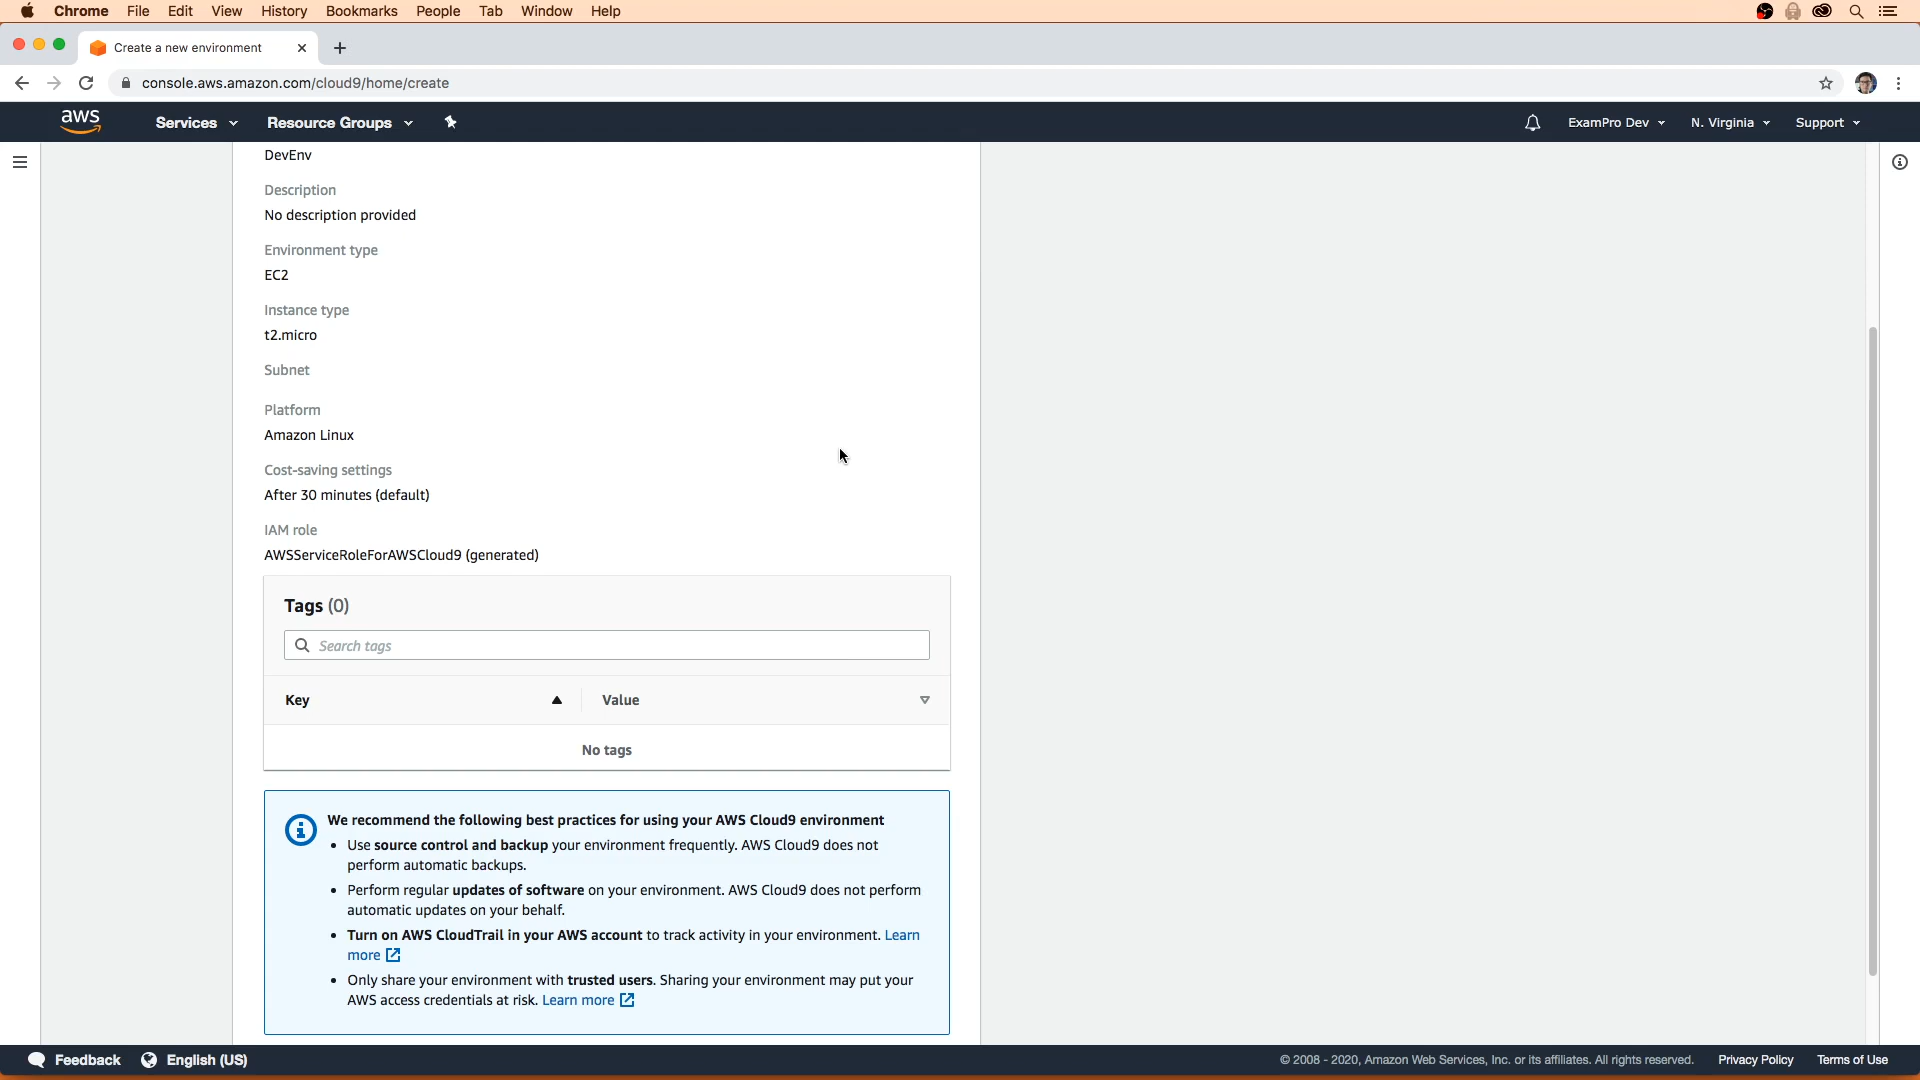 Chrome File Edit View History Bookmarks People Tab Window Help
Create a new environment
console.aws.amazon.com/cloud9/home/create
aws Services Resource Groups ExamPro Dev N. Virginia Support
DevEnv
Description
No description provided
Environment type
EC2
Instance type
t2.micro
Subnet
Platform
Amazon Linux
Cost-saving settings
After 30 minutes (default)
IAM role
AWSServiceRoleForAWSCloud9 (generated)
Tags (0)
Search tags
Key Value
No tags
We recommend the following best practices for using your AWS Cloud9 environment
• Use source control and backup your environment frequently. AWS Cloud9 does not
perform automatic backups.
• Perform regular updates of software on your environment. AWS Cloud9 does not perform
automatic updates on your behalf.
• Turn on AWS CloudTrail in your AWS account to track activity in your environment. Learn
more
• Only share your environment with trusted users. Sharing your environment may put your
AWS access credentials at risk. Learn more
Feedback English (US) © 2008 - 2020, Amazon Web Services, Inc. or its affiliates. All rights reserved. Privacy Policy Terms of Use